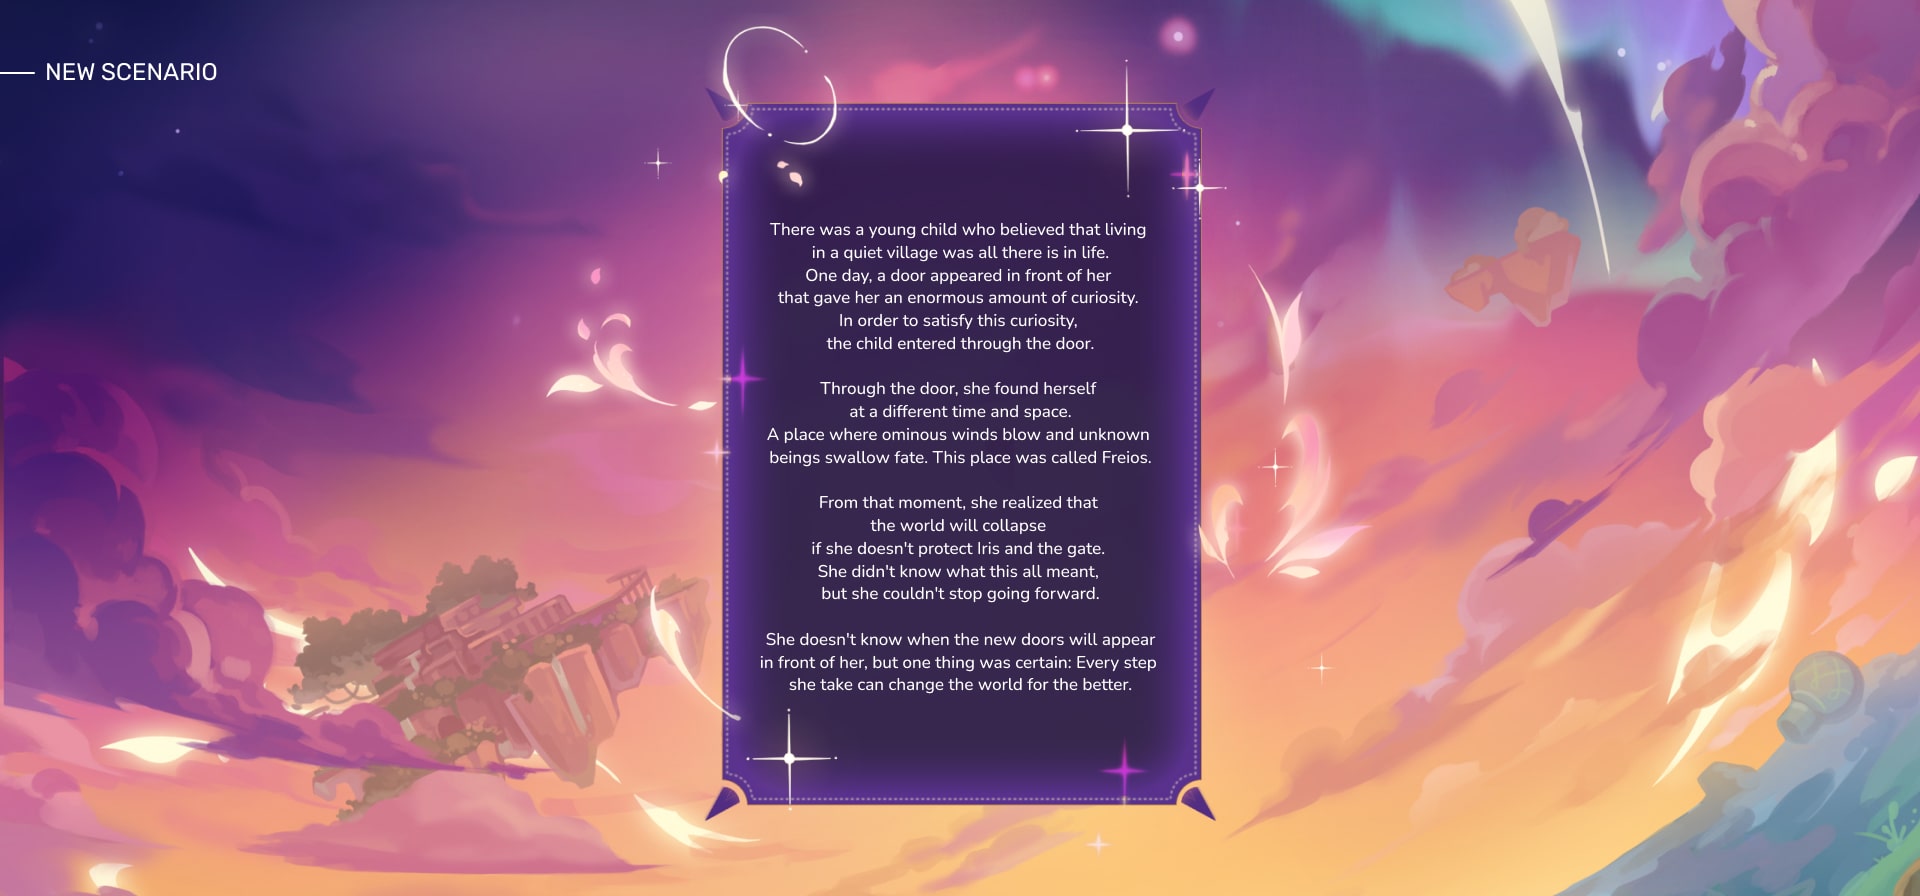 NEW SCENARIO
There was a young child who believed that living
in a quiet village was all there is in life.
One day, a door appeared in front of her
that gave her an enormous amount of curiosity.
In order to satisfy this curiosity,
the child entered through the door.
Through the door, she found herself
at a different time and space.
A place where ominous winds blow and unknown
beings swallow fate. This place was called Freios.
From that moment, she realized that
the world will collapse
if she doesn't protect Iris and the gate.
She didn't know what this all meant,
but she couldn't stop going forward.
She doesn't know when the new doors will appear
in front of her, but one thing was certain: Every step
she take can change the world for the better.